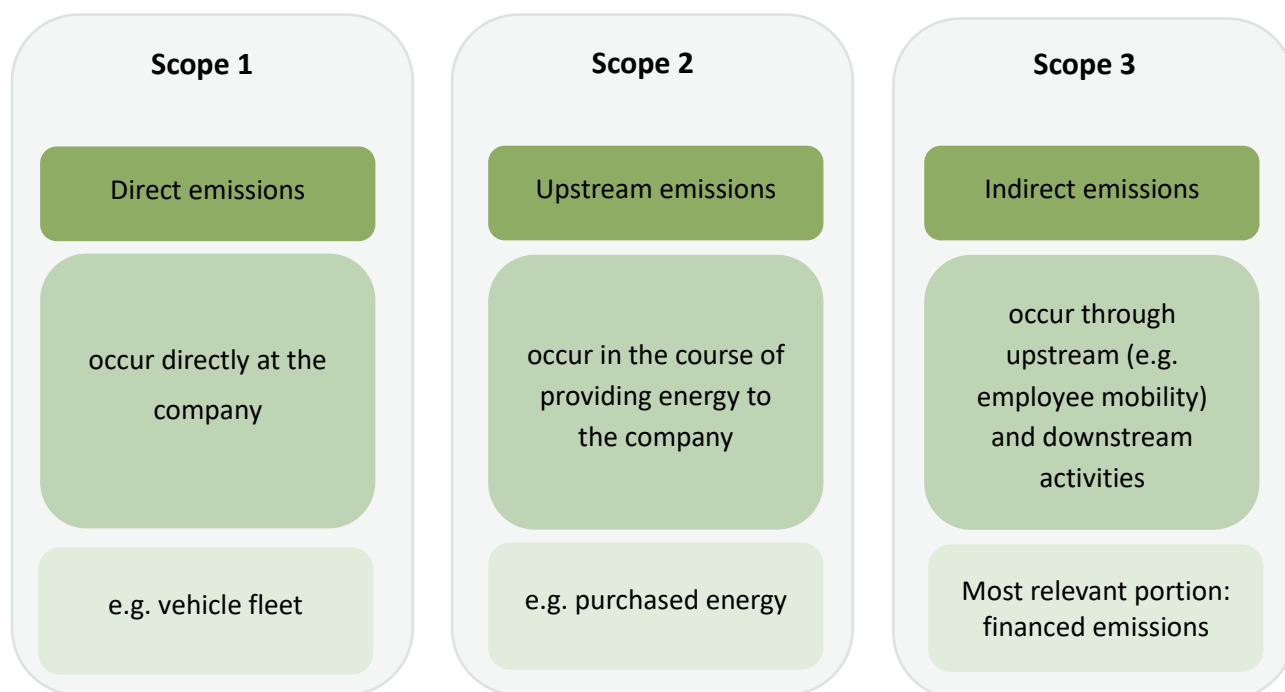 Scope 1
Direct emissions
occur directly at the
company
e.g. vehicle fleet
Scope 2
Upstream emissions
occur in the course of
providing energy to
the company
e.g. purchased energy
Scope 3
Indirect emissions
occur through
upstream (e.g.
employee mobility)
and downstream
activities
Most relevant portion:
financed emissions